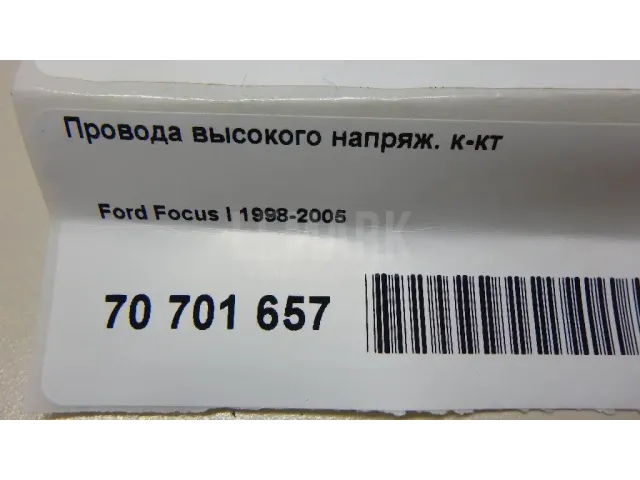 Провода высокого напряж. к-кт
Ford Focus I 1998-2005
70 701 657